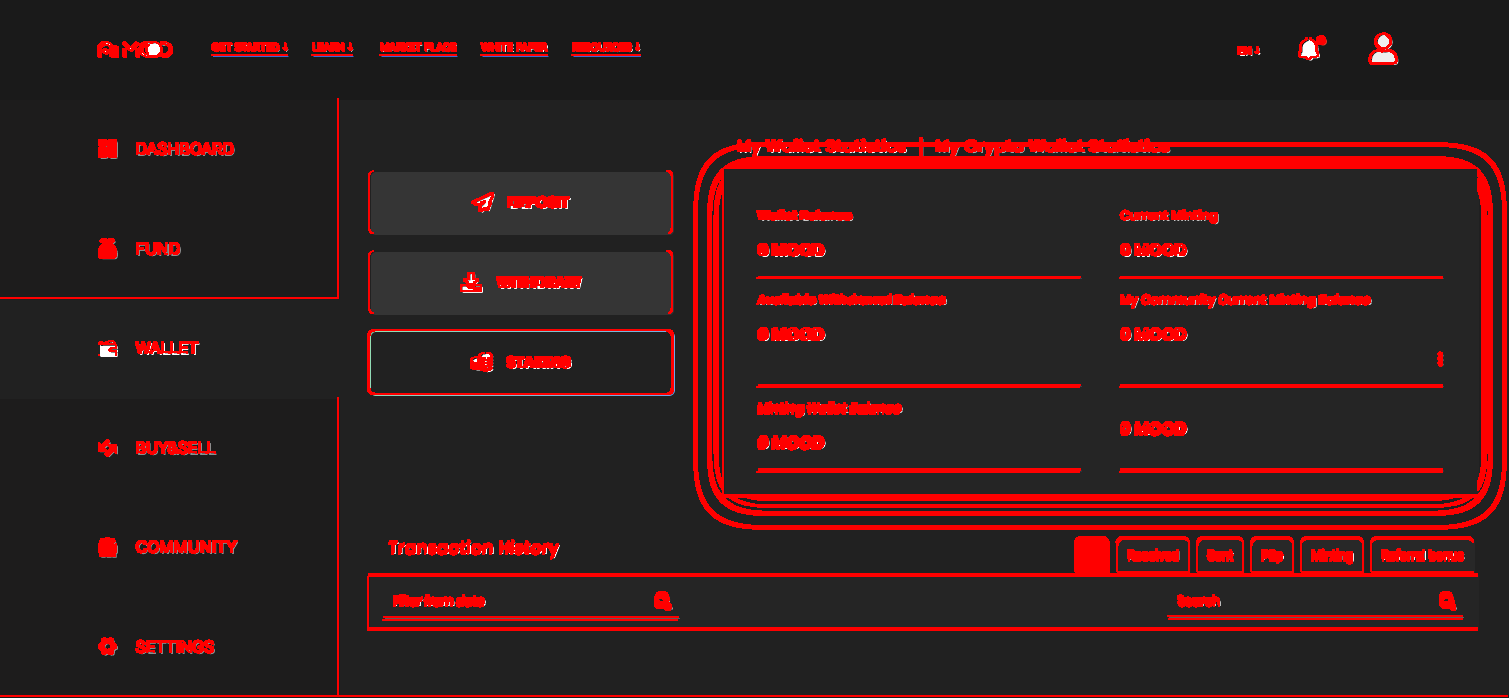 GET STARTED ↓
LEARN ↓
MARKET PLACE
WHITE PAPER
RESOURCES ↓
EN ↓
DASHBOARD
FUND
WALLET
BUY&SELL
COMMUNITY
SETTINGS
DEPOSIT
WITHDRAW
STAKING
My Wallet Statistics | My Crypto Wallet Statistics
Wallet Balance
0 MOOD
Current Minting
0 MOOD
Available Withdrawal Balance
0 MOOD
My Community Current Minting Balance
0 MOOD
Minting Wallet Balance
0 MOOD
0 MOOD
Transaction History
Received
Sent
Flip
Minting
Referral bonus
Filter from date
Search